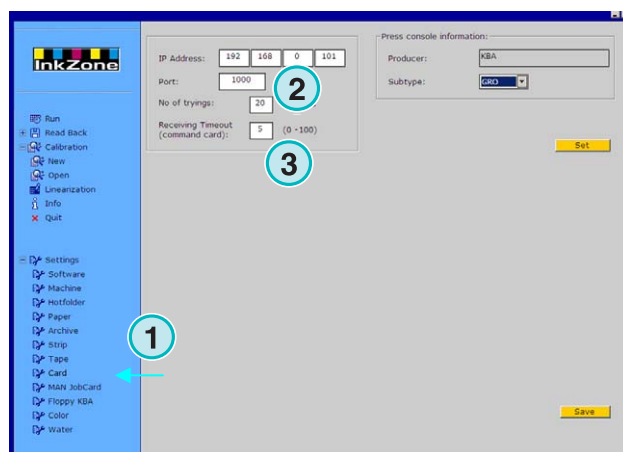 InkZone
Run
Read Back
Calibration
New
Open
Linearization
Info
Quit
Settings
Software
Machine
Hotfolder
Paper
Archive
Strip
Tape
Card
MAN JobCard
Floppy KBA
Color
Water
1
IP Address: 192 168 0 101
Port: 1000
2
No of tryings: 20
Receiving Timeout
(command card): 5 (0 -100)
3
Press console information:
Producer: KBA
Subtype: GRO
Set
Save